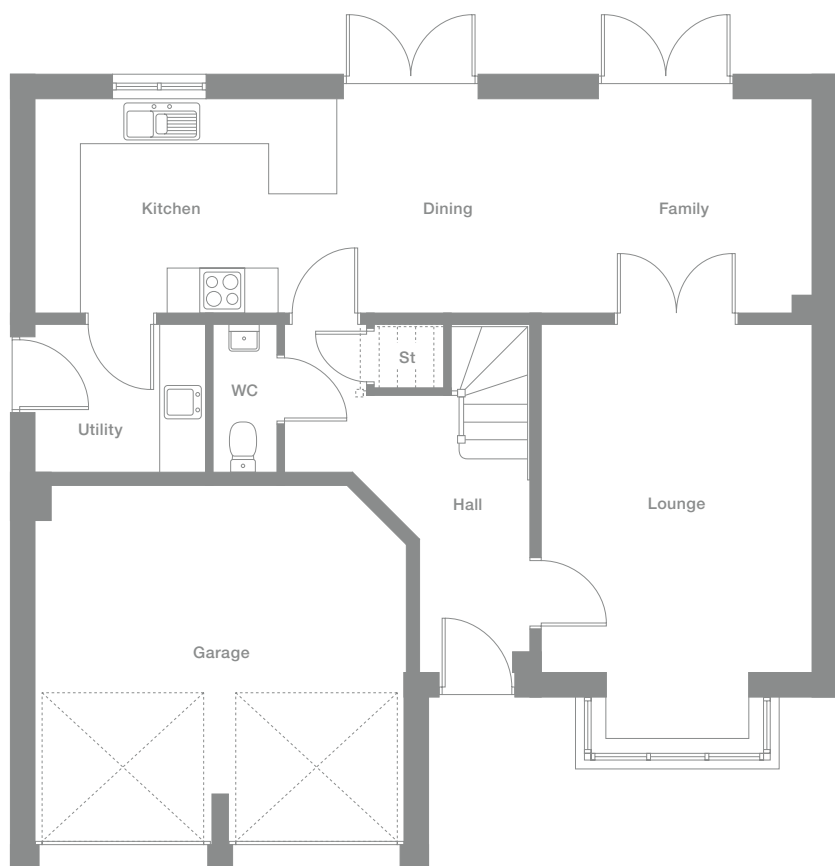 Kitchen
Dining
Family
St
WC
Utility
Hall
Lounge
Garage